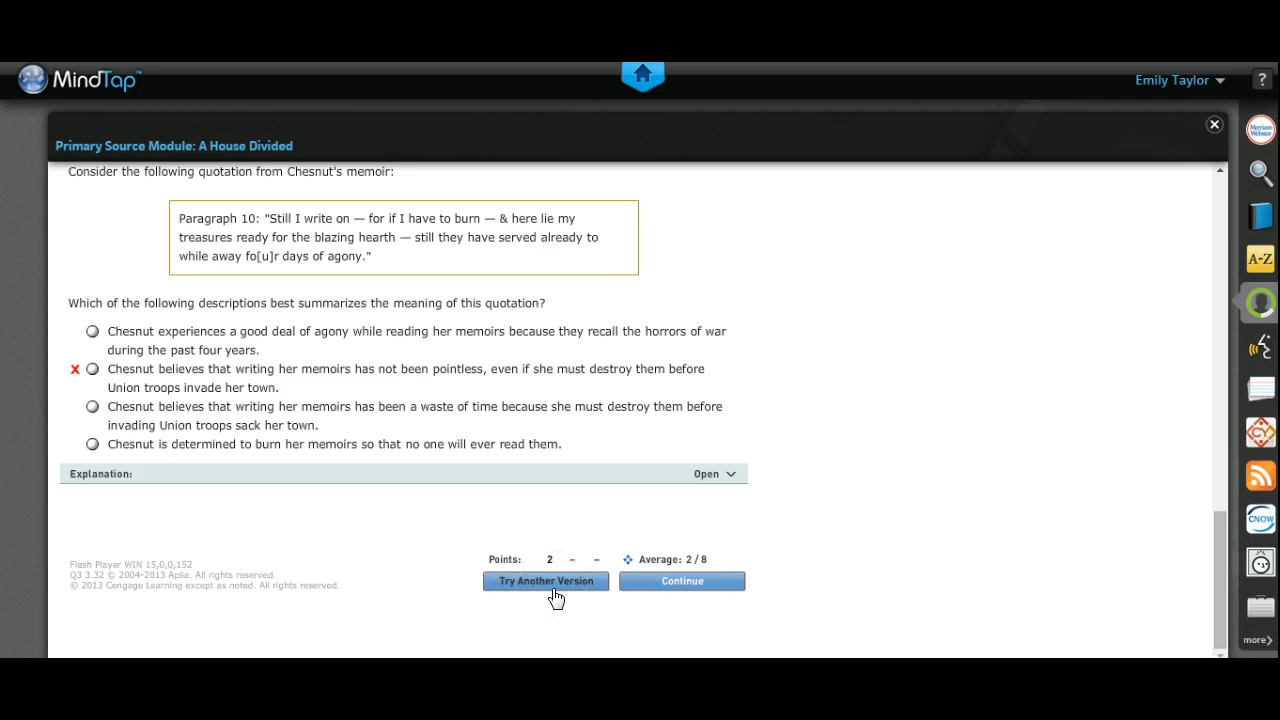 MindTap™
Emily Taylor
?
Primary Source Module: A House Divided
Merriam
Webster
Consider the following quotation from Chesnut's memoir:
Paragraph 10: "Still I write on — for if I have to burn — & here lie my
treasures ready for the blazing hearth — still they have served already to
while away fo[u]r days of agony."
A-Z
Which of the following descriptions best summarizes the meaning of this quotation?
Chesnut experiences a good deal of agony while reading her memoirs because they recall the horrors of war
during the past four years.
X Chesnut believes that writing her memoirs has not been pointless, even if she must destroy them before
Union troops invade her town.
Chesnut believes that writing her memoirs has been a waste of time because she must destroy them before
invading Union troops sack her town.
Chesnut is determined to burn her memoirs so that no one will ever read them.
CY
Explanation: Open
CNOW
Points: 2 – – Average: 2 / 8
Try Another Version Continue
Flash Player WIN 15,0,0,152
Q3 3.32 © 2004-2013 Aplia. All rights reserved.
© 2013 Cengage Learning except as noted. All rights reserved.
more